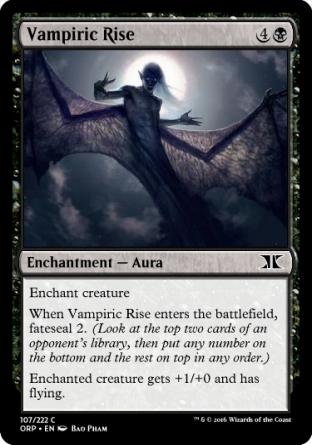 Vampiric Rise 4
Enchantment — Aura
Enchant creature
When Vampiric Rise enters the battlefield,
fateseal 2. (Look at the top two cards of an
opponent's library, then put any number on
the bottom and the rest on top in any order.)
Enchanted creature gets +1/+0 and has
flying.
107/222 C ™ & © 2016 Wizards of the Coast
ORP • EN Bao Pham